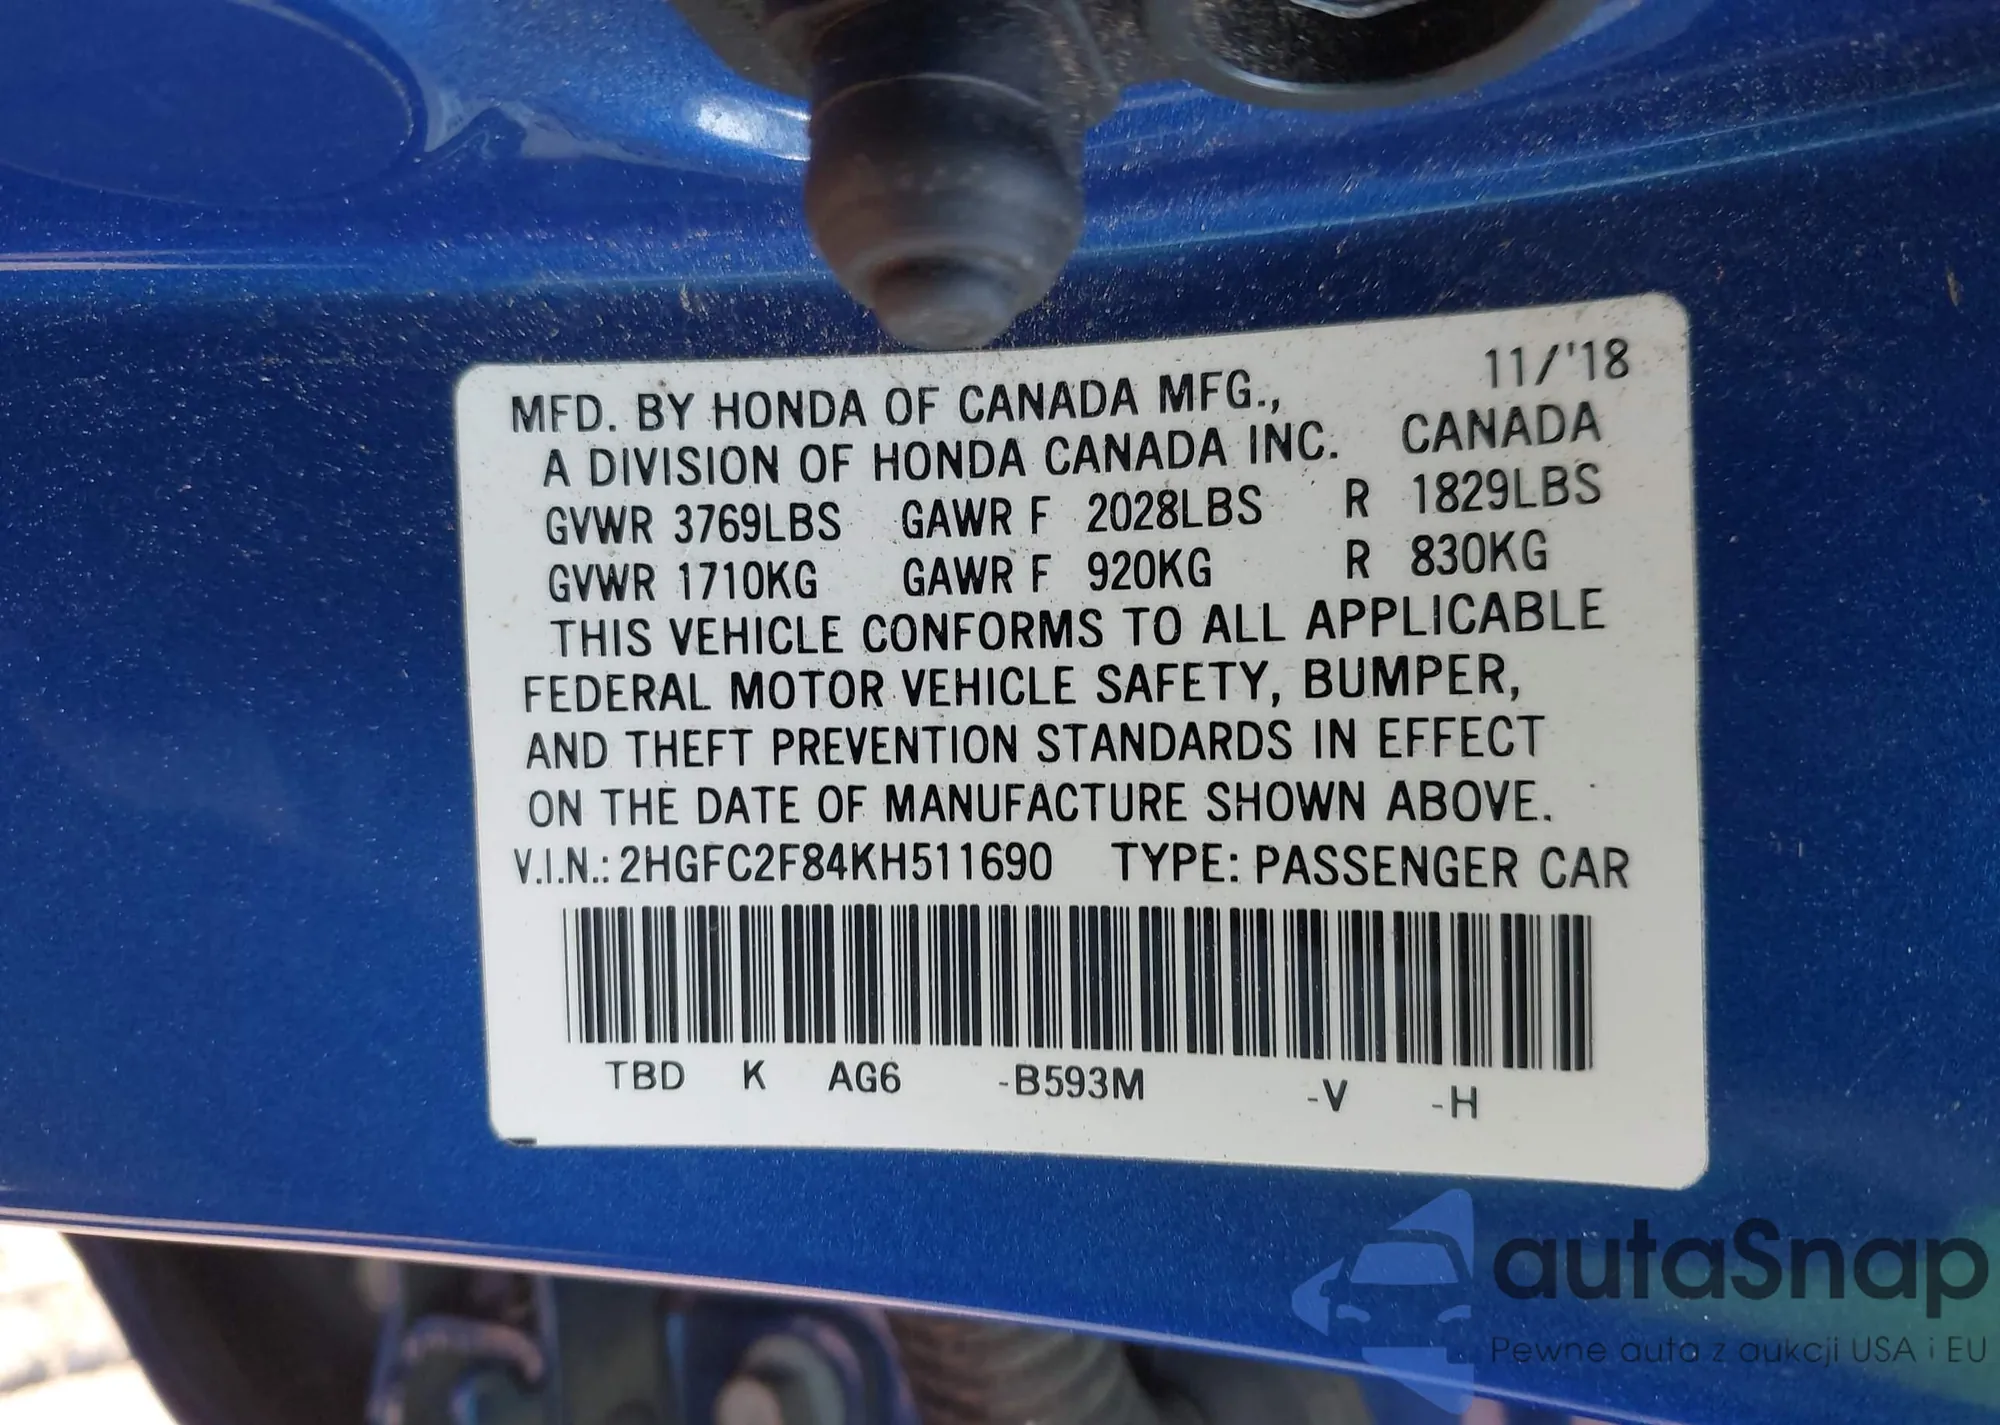 11/'18
MFD. BY HONDA OF CANADA MFG.,
A DIVISION OF HONDA CANADA INC. CANADA
GVWR 3769LBS GAWR F 2028LBS R 1829LBS
GVWR 1710KG GAWR F 920KG R 830KG
THIS VEHICLE CONFORMS TO ALL APPLICABLE
FEDERAL MOTOR VEHICLE SAFETY, BUMPER,
AND THEFT PREVENTION STANDARDS IN EFFECT
ON THE DATE OF MANUFACTURE SHOWN ABOVE.
V.I.N.: 2HGFC2F84KH511690 TYPE: PASSENGER CAR
TBD K AG6 -B593M -V -H
autaSnap
Pewne auta z aukcji USA i EU